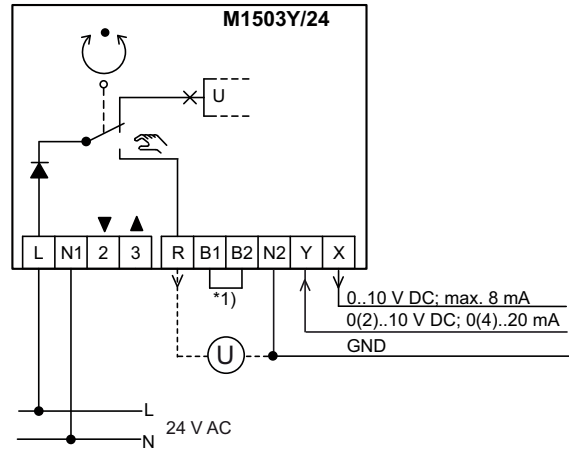 M1503Y/24
U
L N1 2 3 R B1 B2 N2 Y X
*1)
0..10 V DC; max. 8 mA
0(2)..10 V DC; 0(4)..20 mA
GND
U
L
24 V AC
N